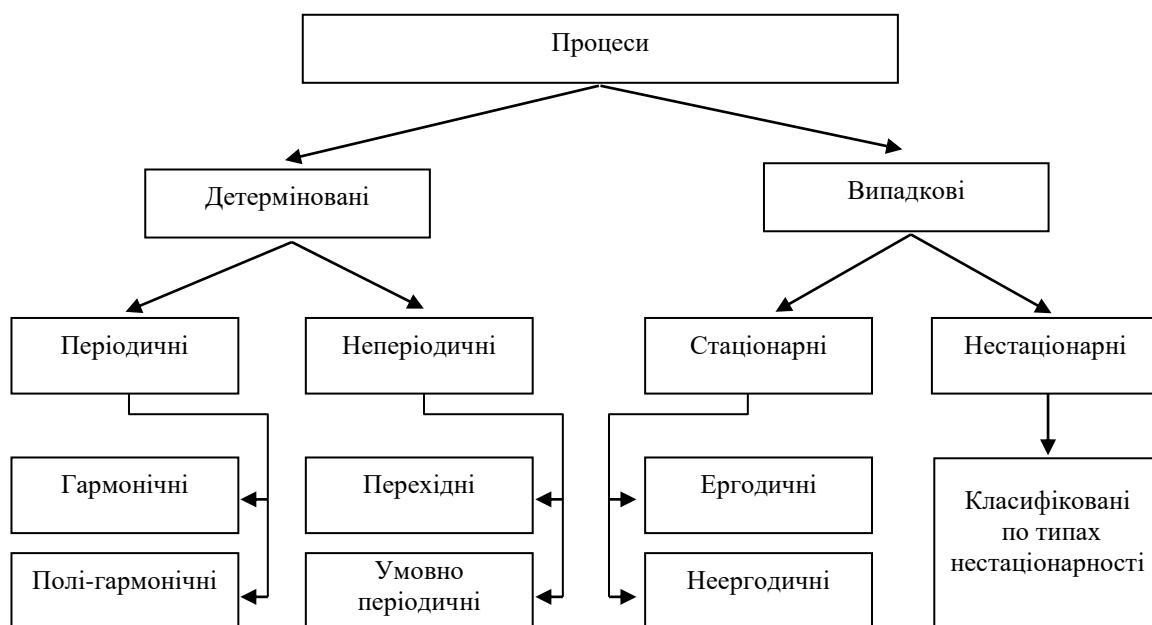 Процеси
Детерміновані
Випадкові
Періодичні
Неперіодичні
Стаціонарні
Нестаціонарні
Гармонічні
Перехідні
Ергодичні
Класифіковані
по типах
нестаціонарності
Полі-гармонічні
Умовно
періодичні
Неергодичні